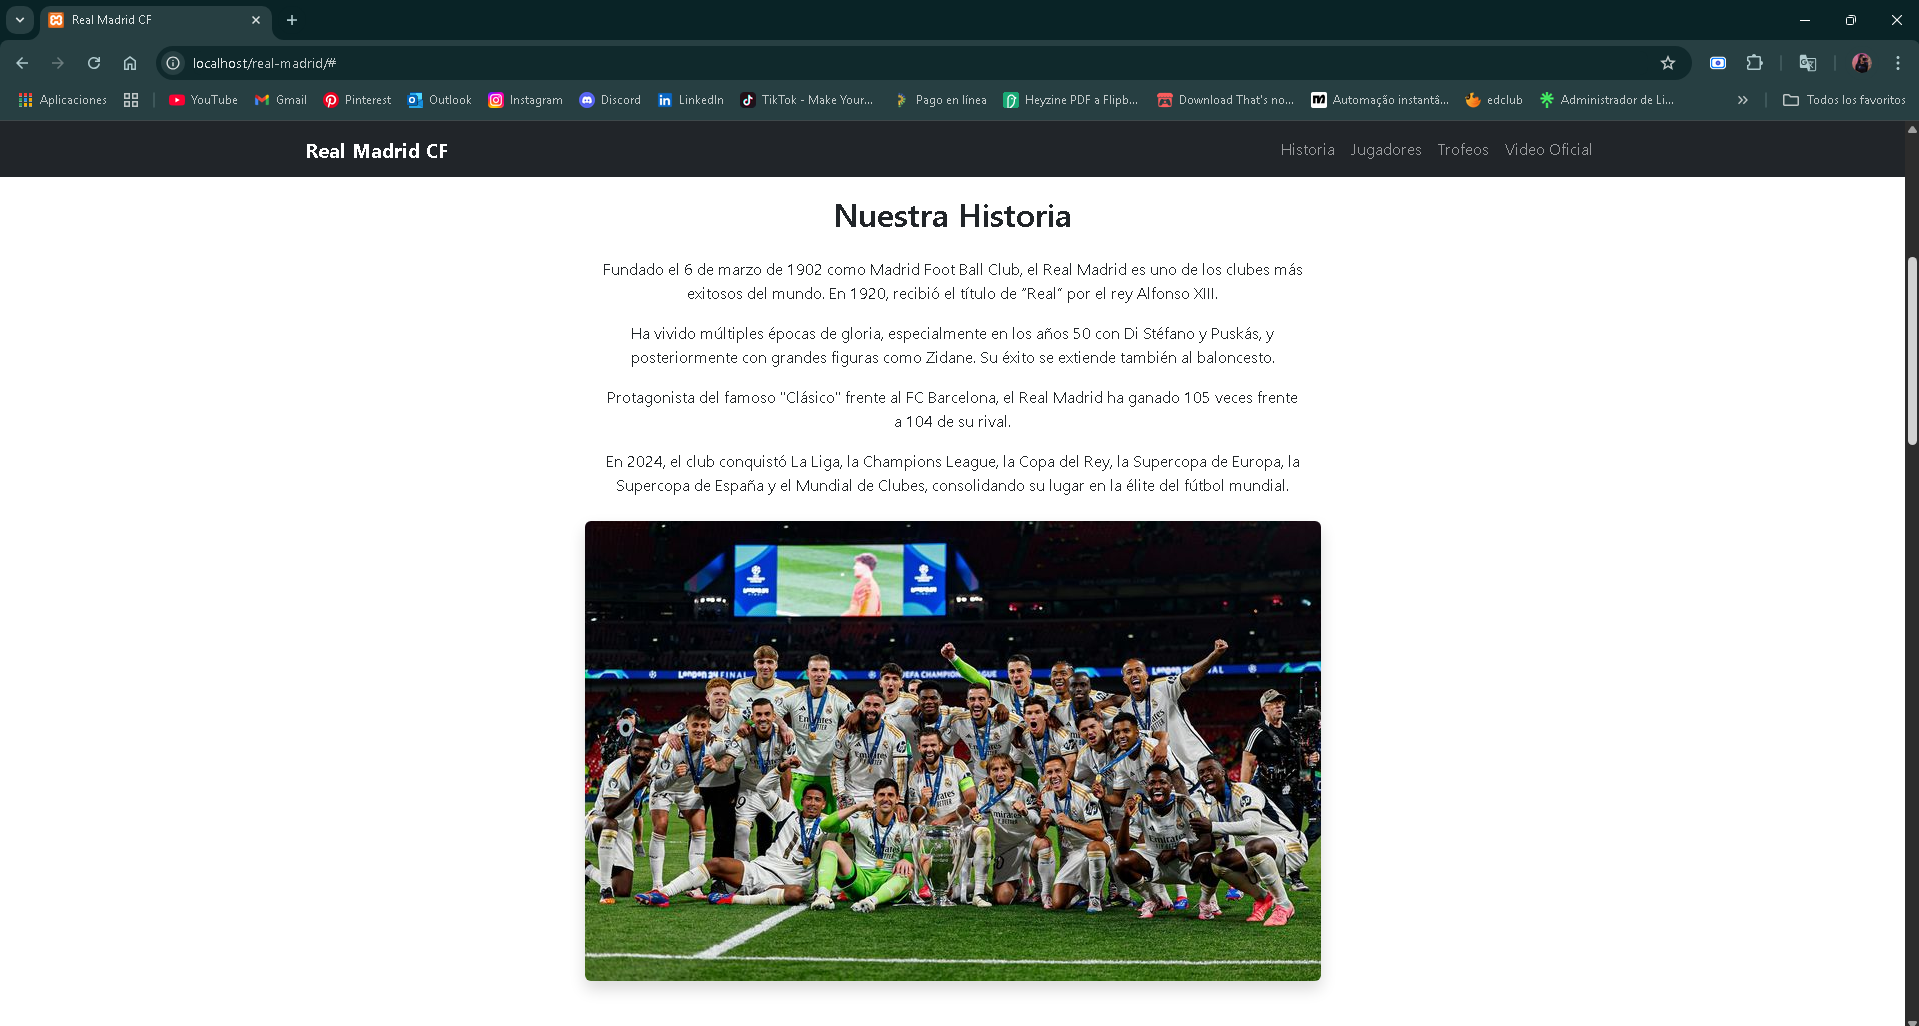 Real Madrid CF
localhost/real-madrid/#
Aplicaciones YouTube Gmail Pinterest Outlook Instagram Discord LinkedIn TikTok - Make Your... Pago en línea Heyzine PDF a Flipb... Download That's no... Automação instantâ... edclub Administrador de Li... » Todos los favoritos
Real Madrid CF Historia Jugadores Trofeos Video Oficial
Nuestra Historia
Fundado el 6 de marzo de 1902 como Madrid Foot Ball Club, el Real Madrid es uno de los clubes más
exitosos del mundo. En 1920, recibió el título de "Real" por el rey Alfonso XIII.
Ha vivido múltiples épocas de gloria, especialmente en los años 50 con Di Stéfano y Puskás, y
posteriormente con grandes figuras como Zidane. Su éxito se extiende también al baloncesto.
Protagonista del famoso "Clásico" frente al FC Barcelona, el Real Madrid ha ganado 105 veces frente
a 104 de su rival.
En 2024, el club conquistó La Liga, la Champions League, la Copa del Rey, la Supercopa de Europa, la
Supercopa de España y el Mundial de Clubes, consolidando su lugar en la élite del fútbol mundial.
LONDON 24 FINAL UEFA CHAMPIONS LEAGUE